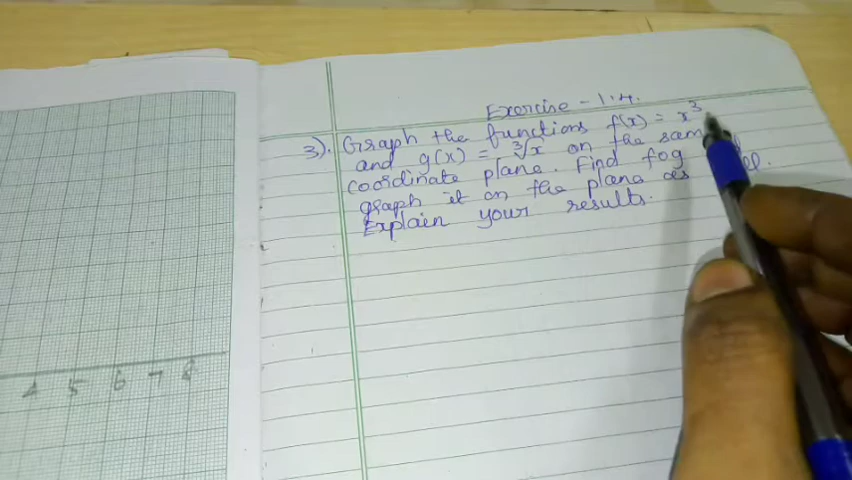 Exercise - 1.4.
3). Graph the functions f(x) = x³
and g(x) = ∛x on the same
coordinate plane. Find fog
graph it on the plane as
Explain your results.
4 5 6 7 8